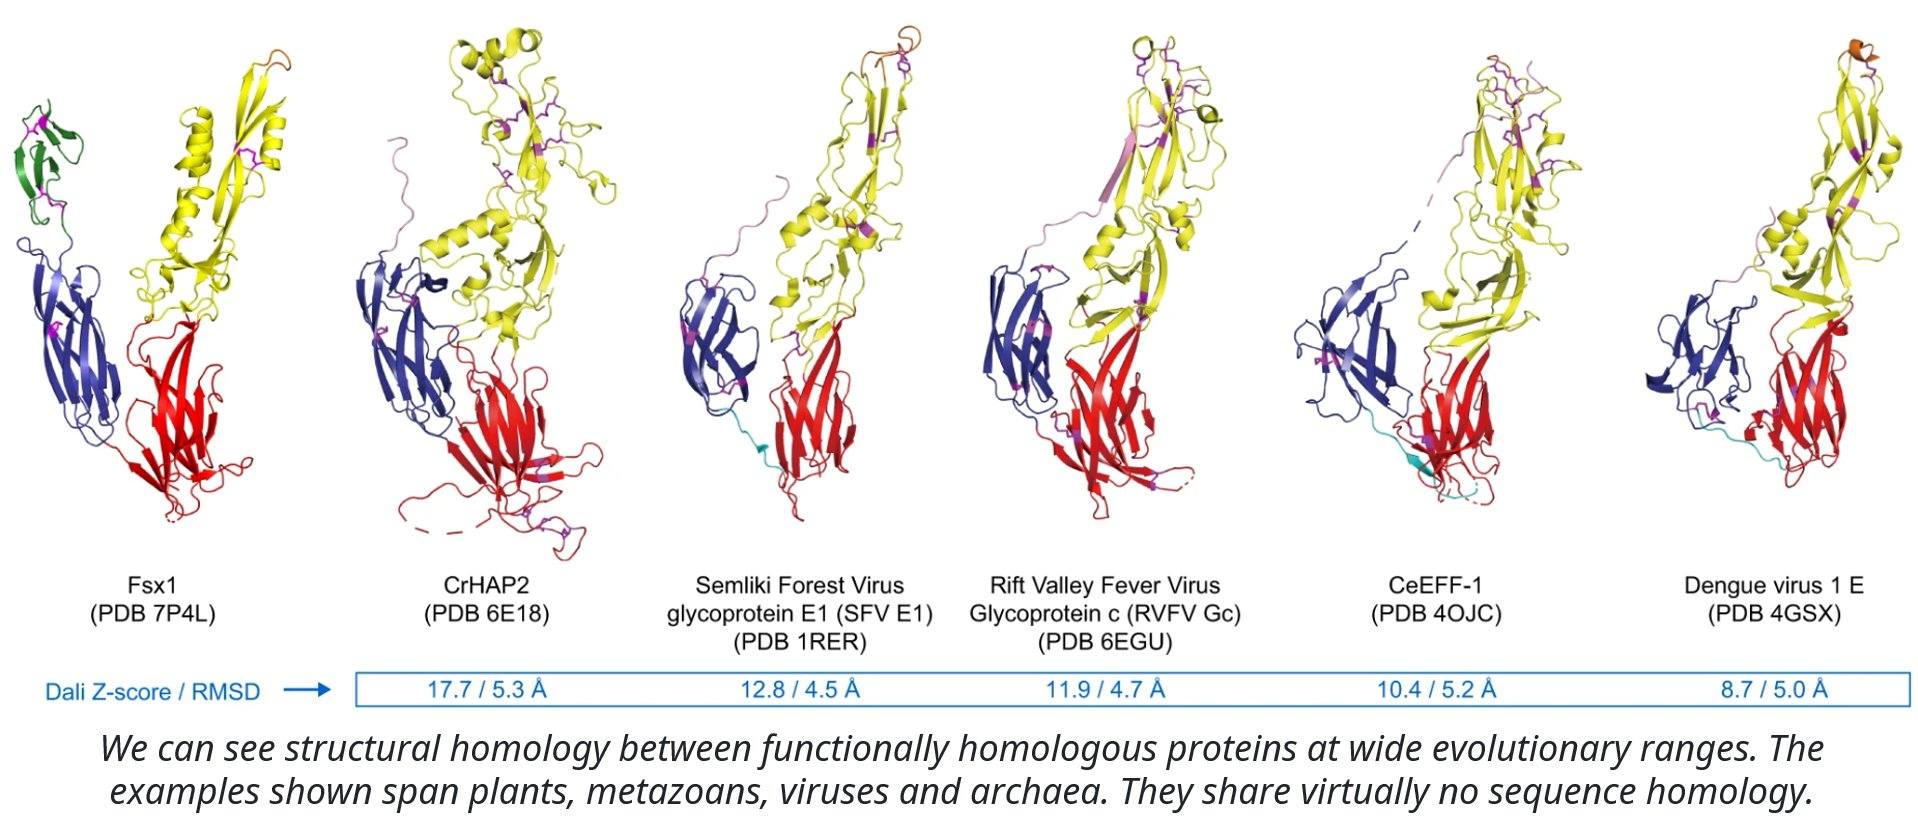 Fsx1
(PDB 7P4L)
CrHAP2
(PDB 6E18)
Semliki Forest Virus
glycoprotein E1 (SFV E1)
(PDB 1RER)
Rift Valley Fever Virus
Glycoprotein c (RVFV Gc)
(PDB 6EGU)
CeEFF-1
(PDB 4OJC)
Dengue virus 1 E
(PDB 4GSX)
Dali Z-score / RMSD
17.7 / 5.3 Å
12.8 / 4.5 Å
11.9 / 4.7 Å
10.4 / 5.2 Å
8.7 / 5.0 Å
We can see structural homology between functionally homologous proteins at wide evolutionary ranges. The
examples shown span plants, metazoans, viruses and archaea. They share virtually no sequence homology.